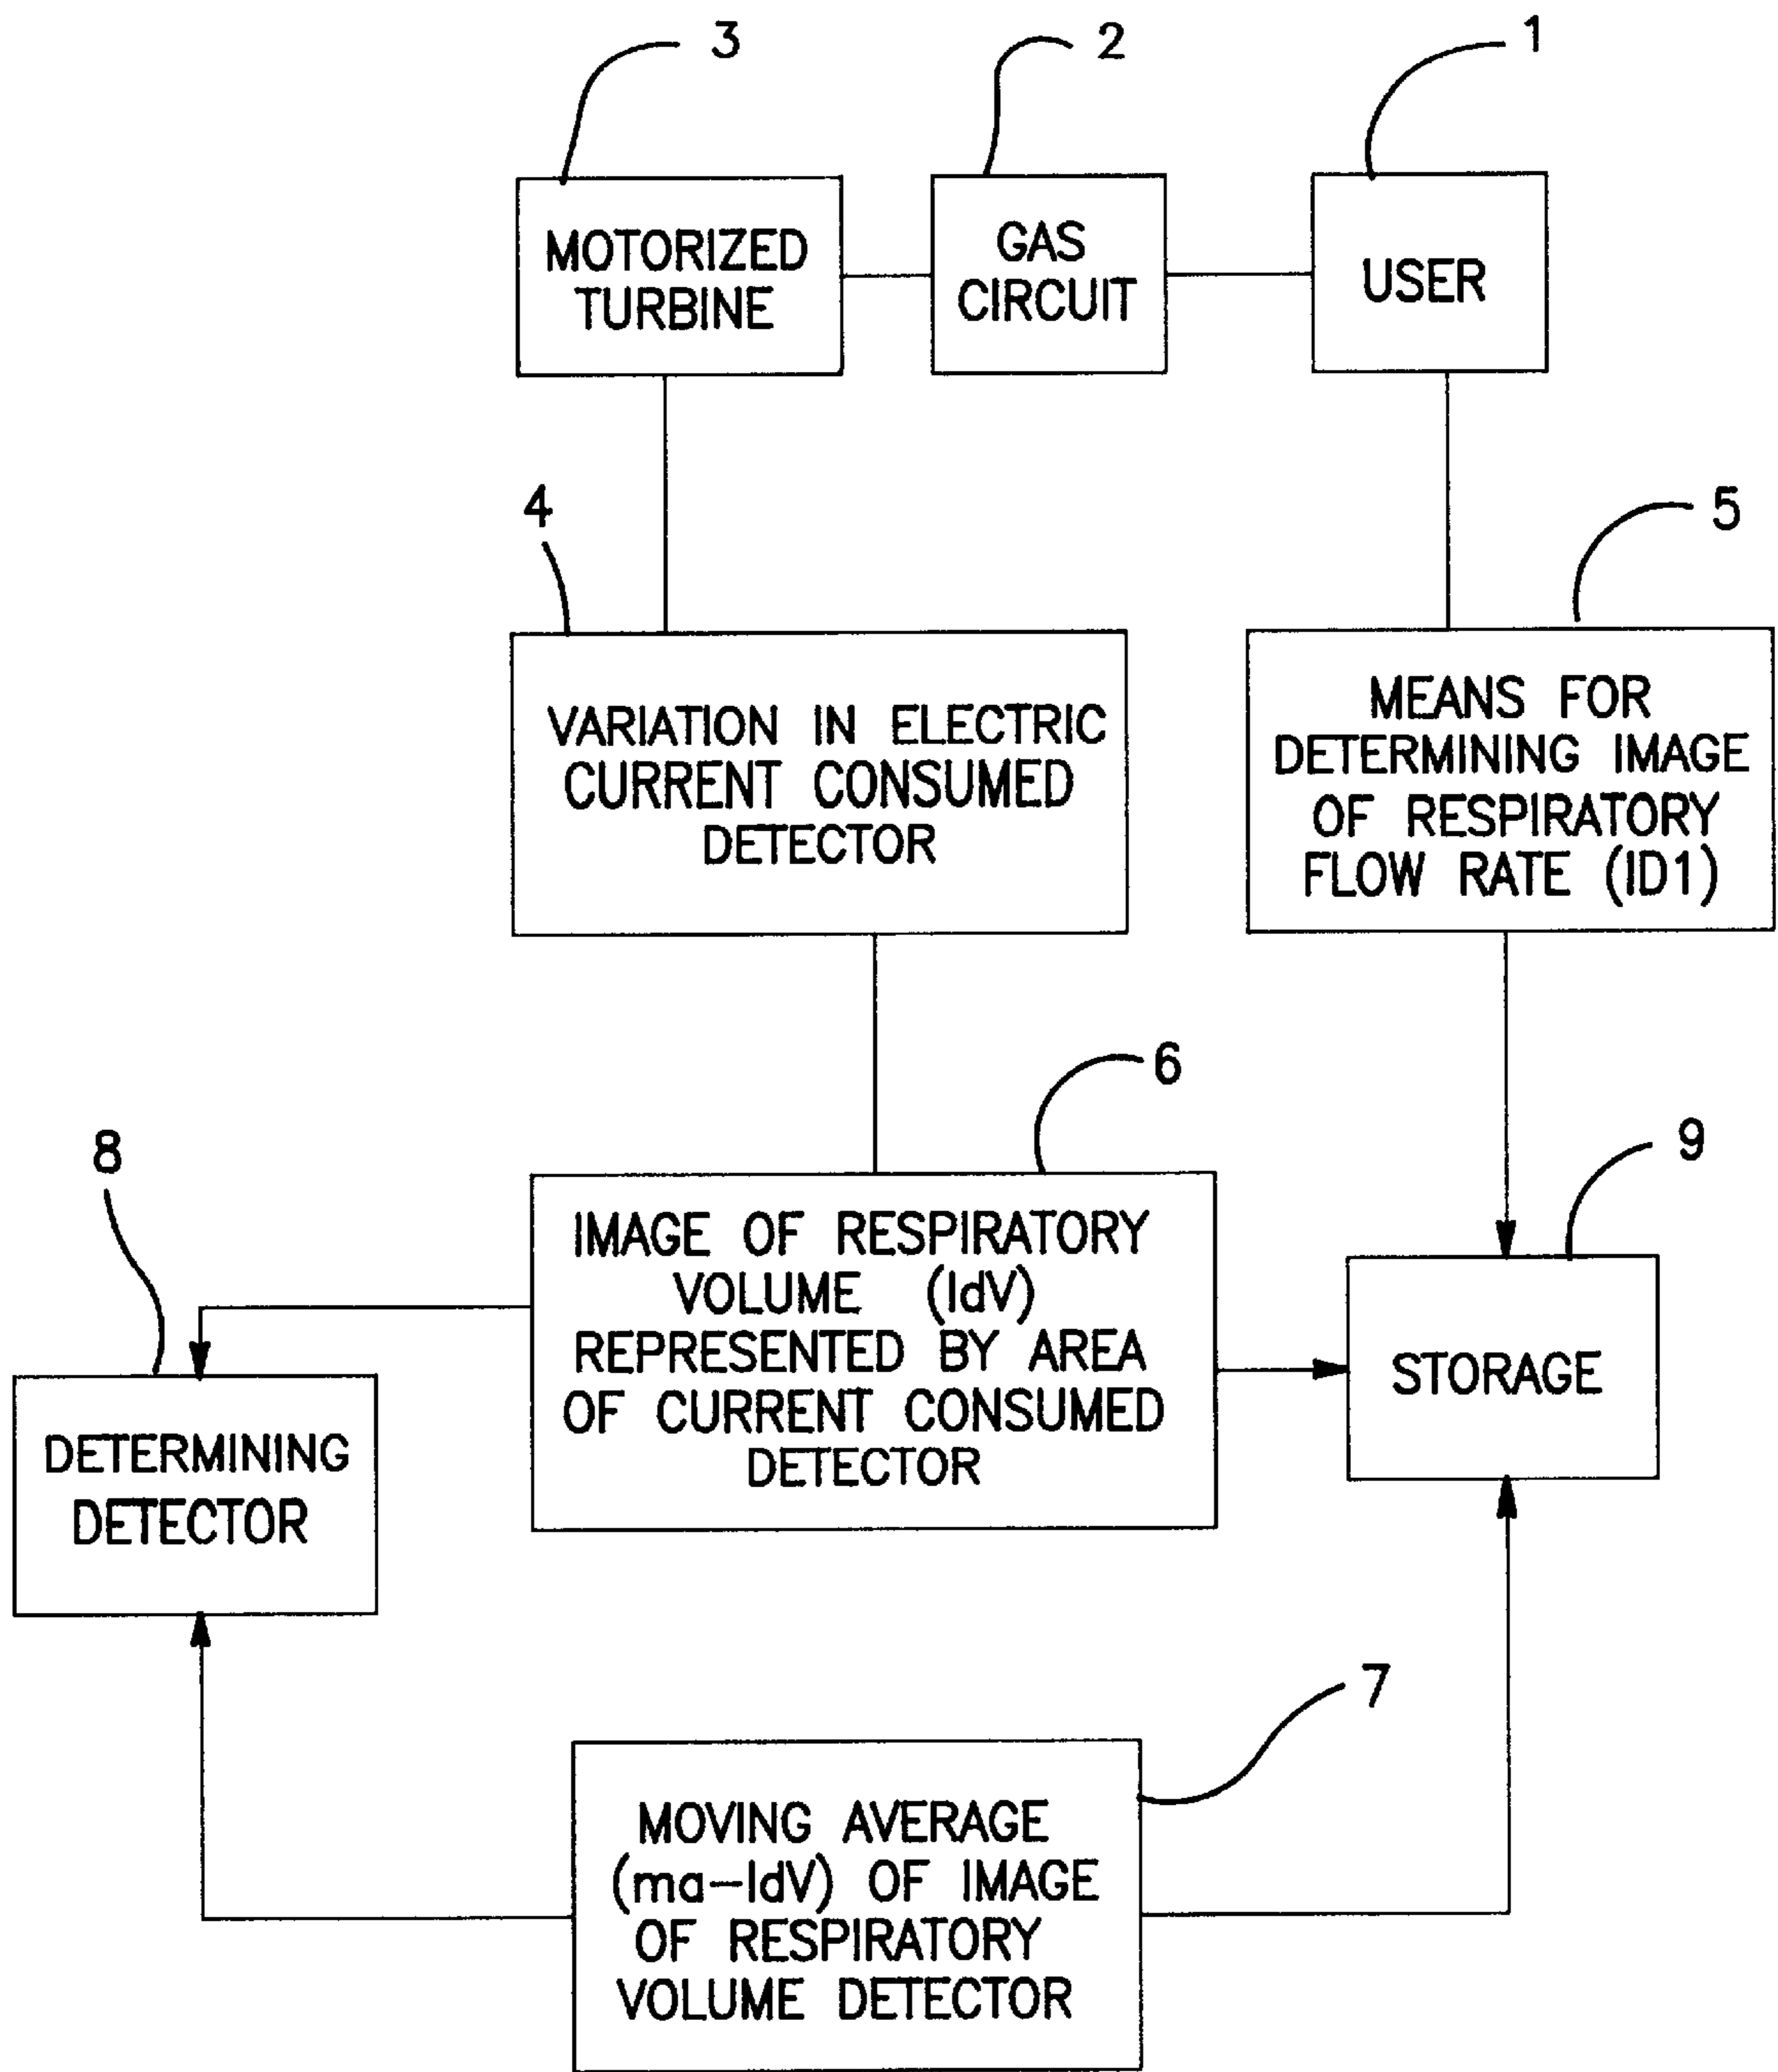 3
2
1
MOTORIZED
TURBINE
GAS
CIRCUIT
USER
4
5
VARIATION IN ELECTRIC
CURRENT CONSUMED
DETECTOR
MEANS FOR
DETERMINING IMAGE
OF RESPIRATORY
FLOW RATE (ID1)
6
8
9
IMAGE OF RESPIRATORY
VOLUME (IdV)
REPRESENTED BY AREA
OF CURRENT CONSUMED
DETECTOR
STORAGE
DETERMINING
DETECTOR
7
MOVING AVERAGE
(ma-IdV) OF IMAGE
OF RESPIRATORY
VOLUME DETECTOR